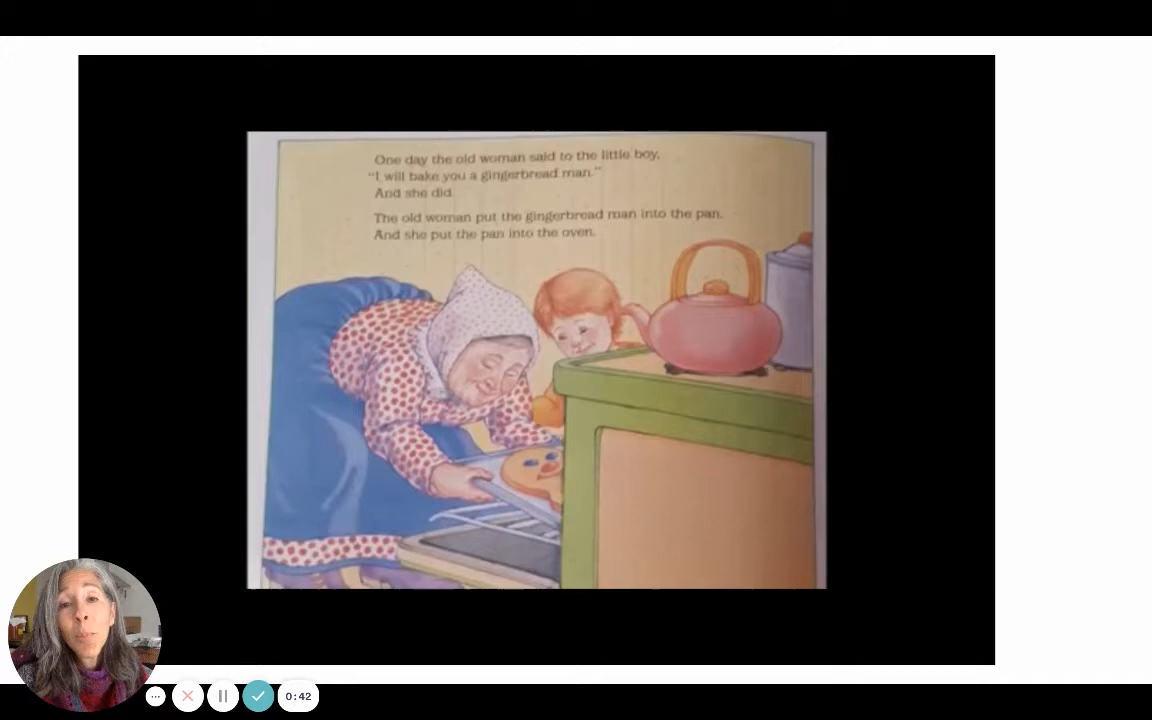 One day the old woman said to the little boy,
"I will bake you a gingerbread man."
And she did.
The old woman put the gingerbread man into the pan.
And she put the pan into the oven.
0:42